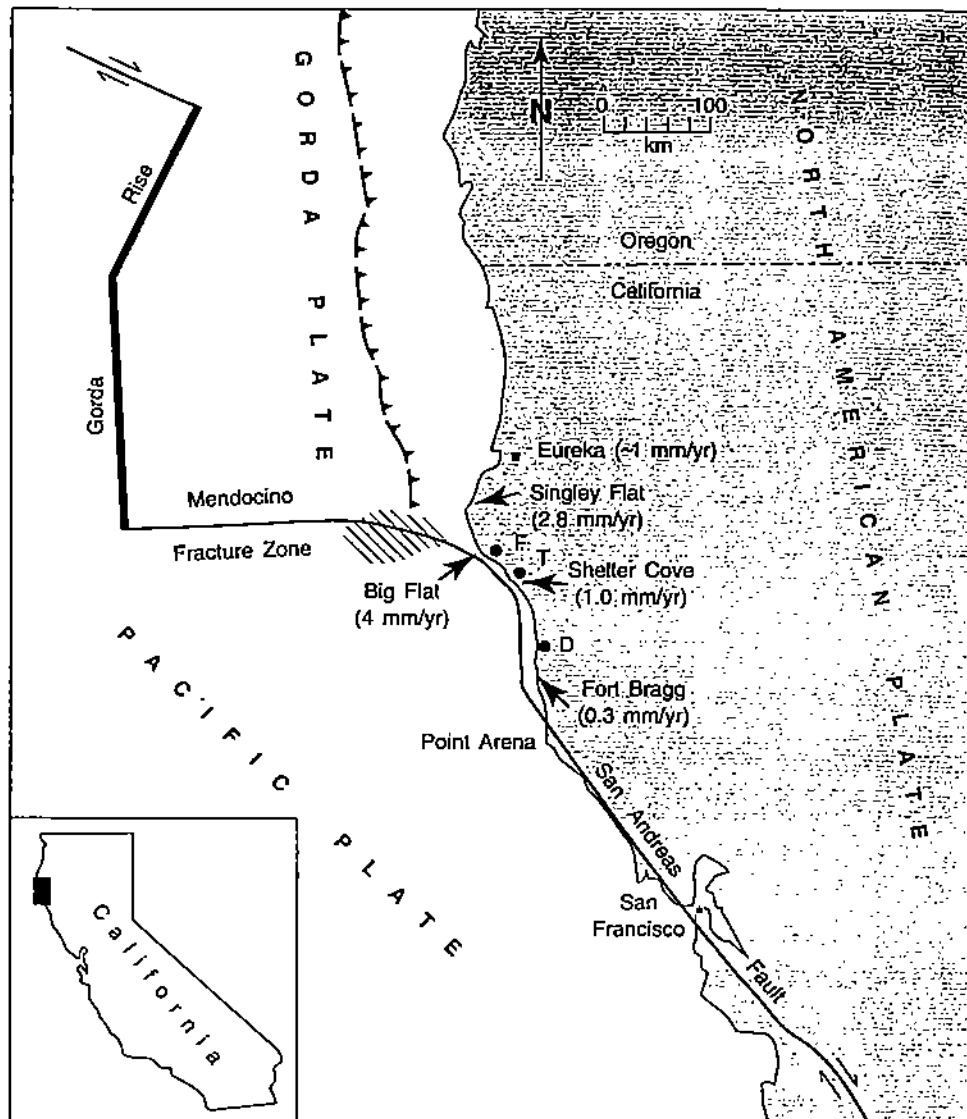 GORDA PLATE
NORTH AMERICAN PLATE
N
0 100
km
Rise
Oregon
California
Gorda
Eureka (~1 mm/yr)
Mendocino
Singley Flat
(2.8 mm/yr)
Fracture Zone
F
T
Shelter Cove
(1.0 mm/yr)
Big Flat
(4 mm/yr)
D
Fort Bragg
(0.3 mm/yr)
PACIFIC PLATE
Point Arena
San Andreas
San
Francisco
Fault
California